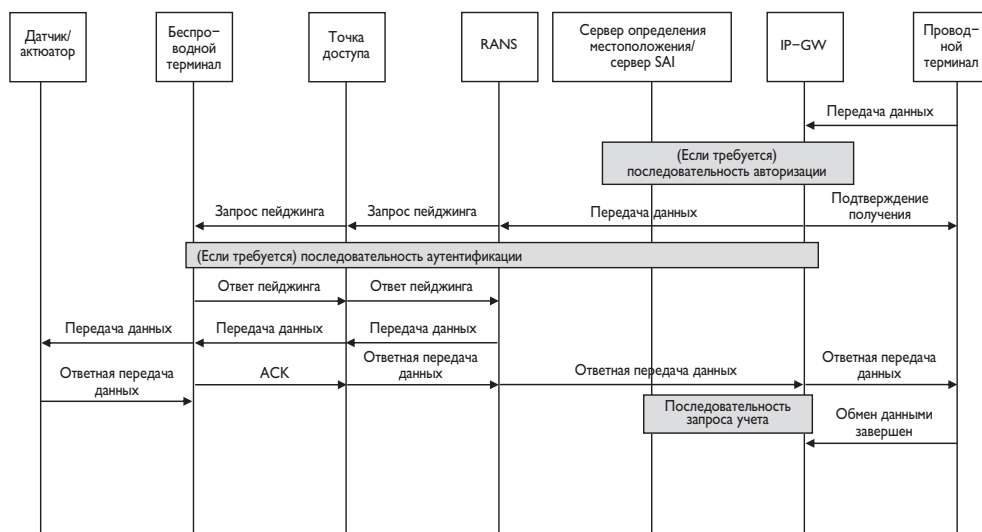 Датчик/
актюатор
Беспро-
водной
терминал
Точка
доступа
RANS
Сервер определения
местоположения/
сервер SAI
IP-GW
Провод-
ной
терминал
Передача данных
(Если требуется)
последовательность авторизации
Запрос пейджинга
Запрос пейджинга
Передача данных
Подтверждение
получения
(Если требуется) последовательность аутентификации
Ответ пейджинга
Ответ пейджинга
Передача данных
Передача данных
Передача данных
Ответная передача
данных
ACK
Ответная передача
данных
Ответная передача данных
Ответная передача
данных
Последовательность
запроса учета
Обмен данными
завершен